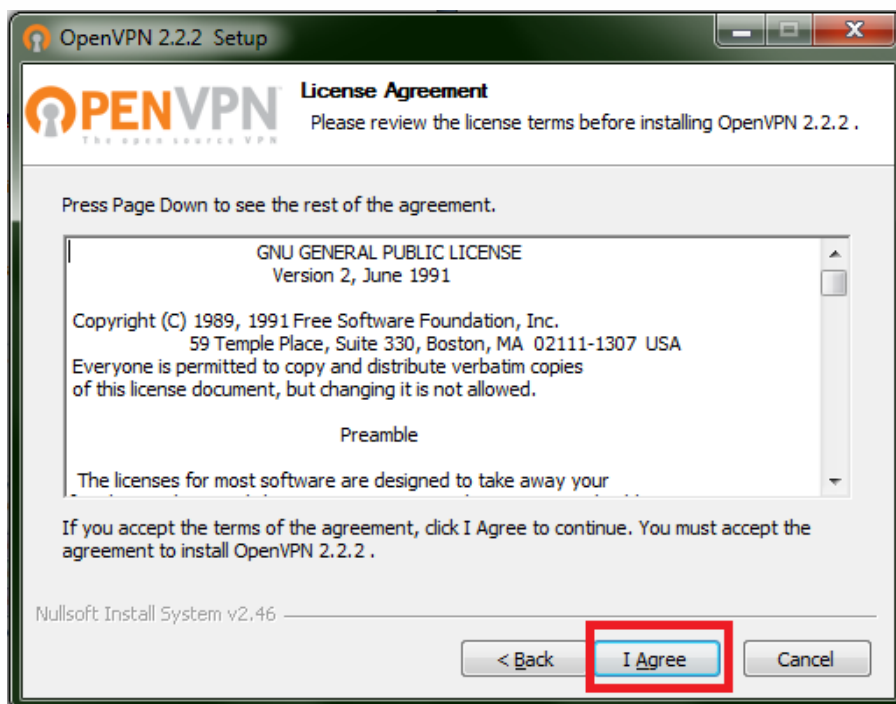 OpenVPN 2.2.2 Setup
License Agreement
OPENVPN
The open source VPN
Please review the license terms before installing OpenVPN 2.2.2 .
Press Page Down to see the rest of the agreement.
GNU GENERAL PUBLIC LICENSE
Version 2, June 1991
Copyright (C) 1989, 1991 Free Software Foundation, Inc.
59 Temple Place, Suite 330, Boston, MA 02111-1307 USA
Everyone is permitted to copy and distribute verbatim copies
of this license document, but changing it is not allowed.
Preamble
The licenses for most software are designed to take away your
If you accept the terms of the agreement, click I Agree to continue. You must accept the
agreement to install OpenVPN 2.2.2 .
Nullsoft Install System v2.46
< Back
I Agree
Cancel